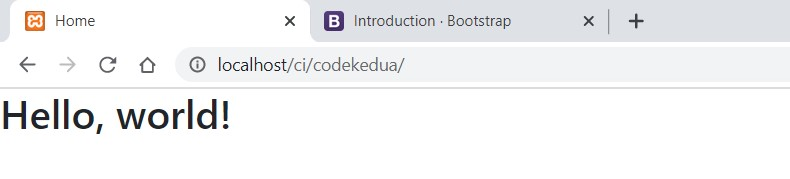 Home
Introduction · Bootstrap
localhost/ci/codekedua/
Hello, world!